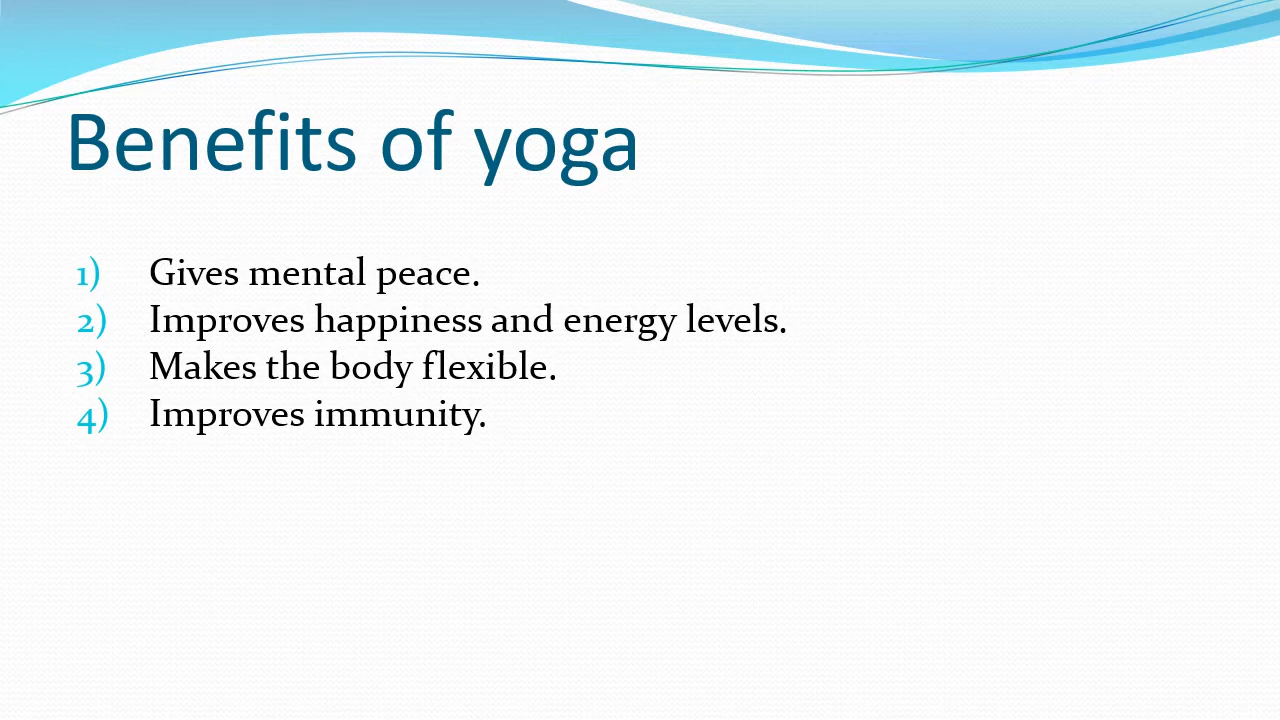 Benefits of yoga
1) Gives mental peace.
2) Improves happiness and energy levels.
3) Makes the body flexible.
4) Improves immunity.